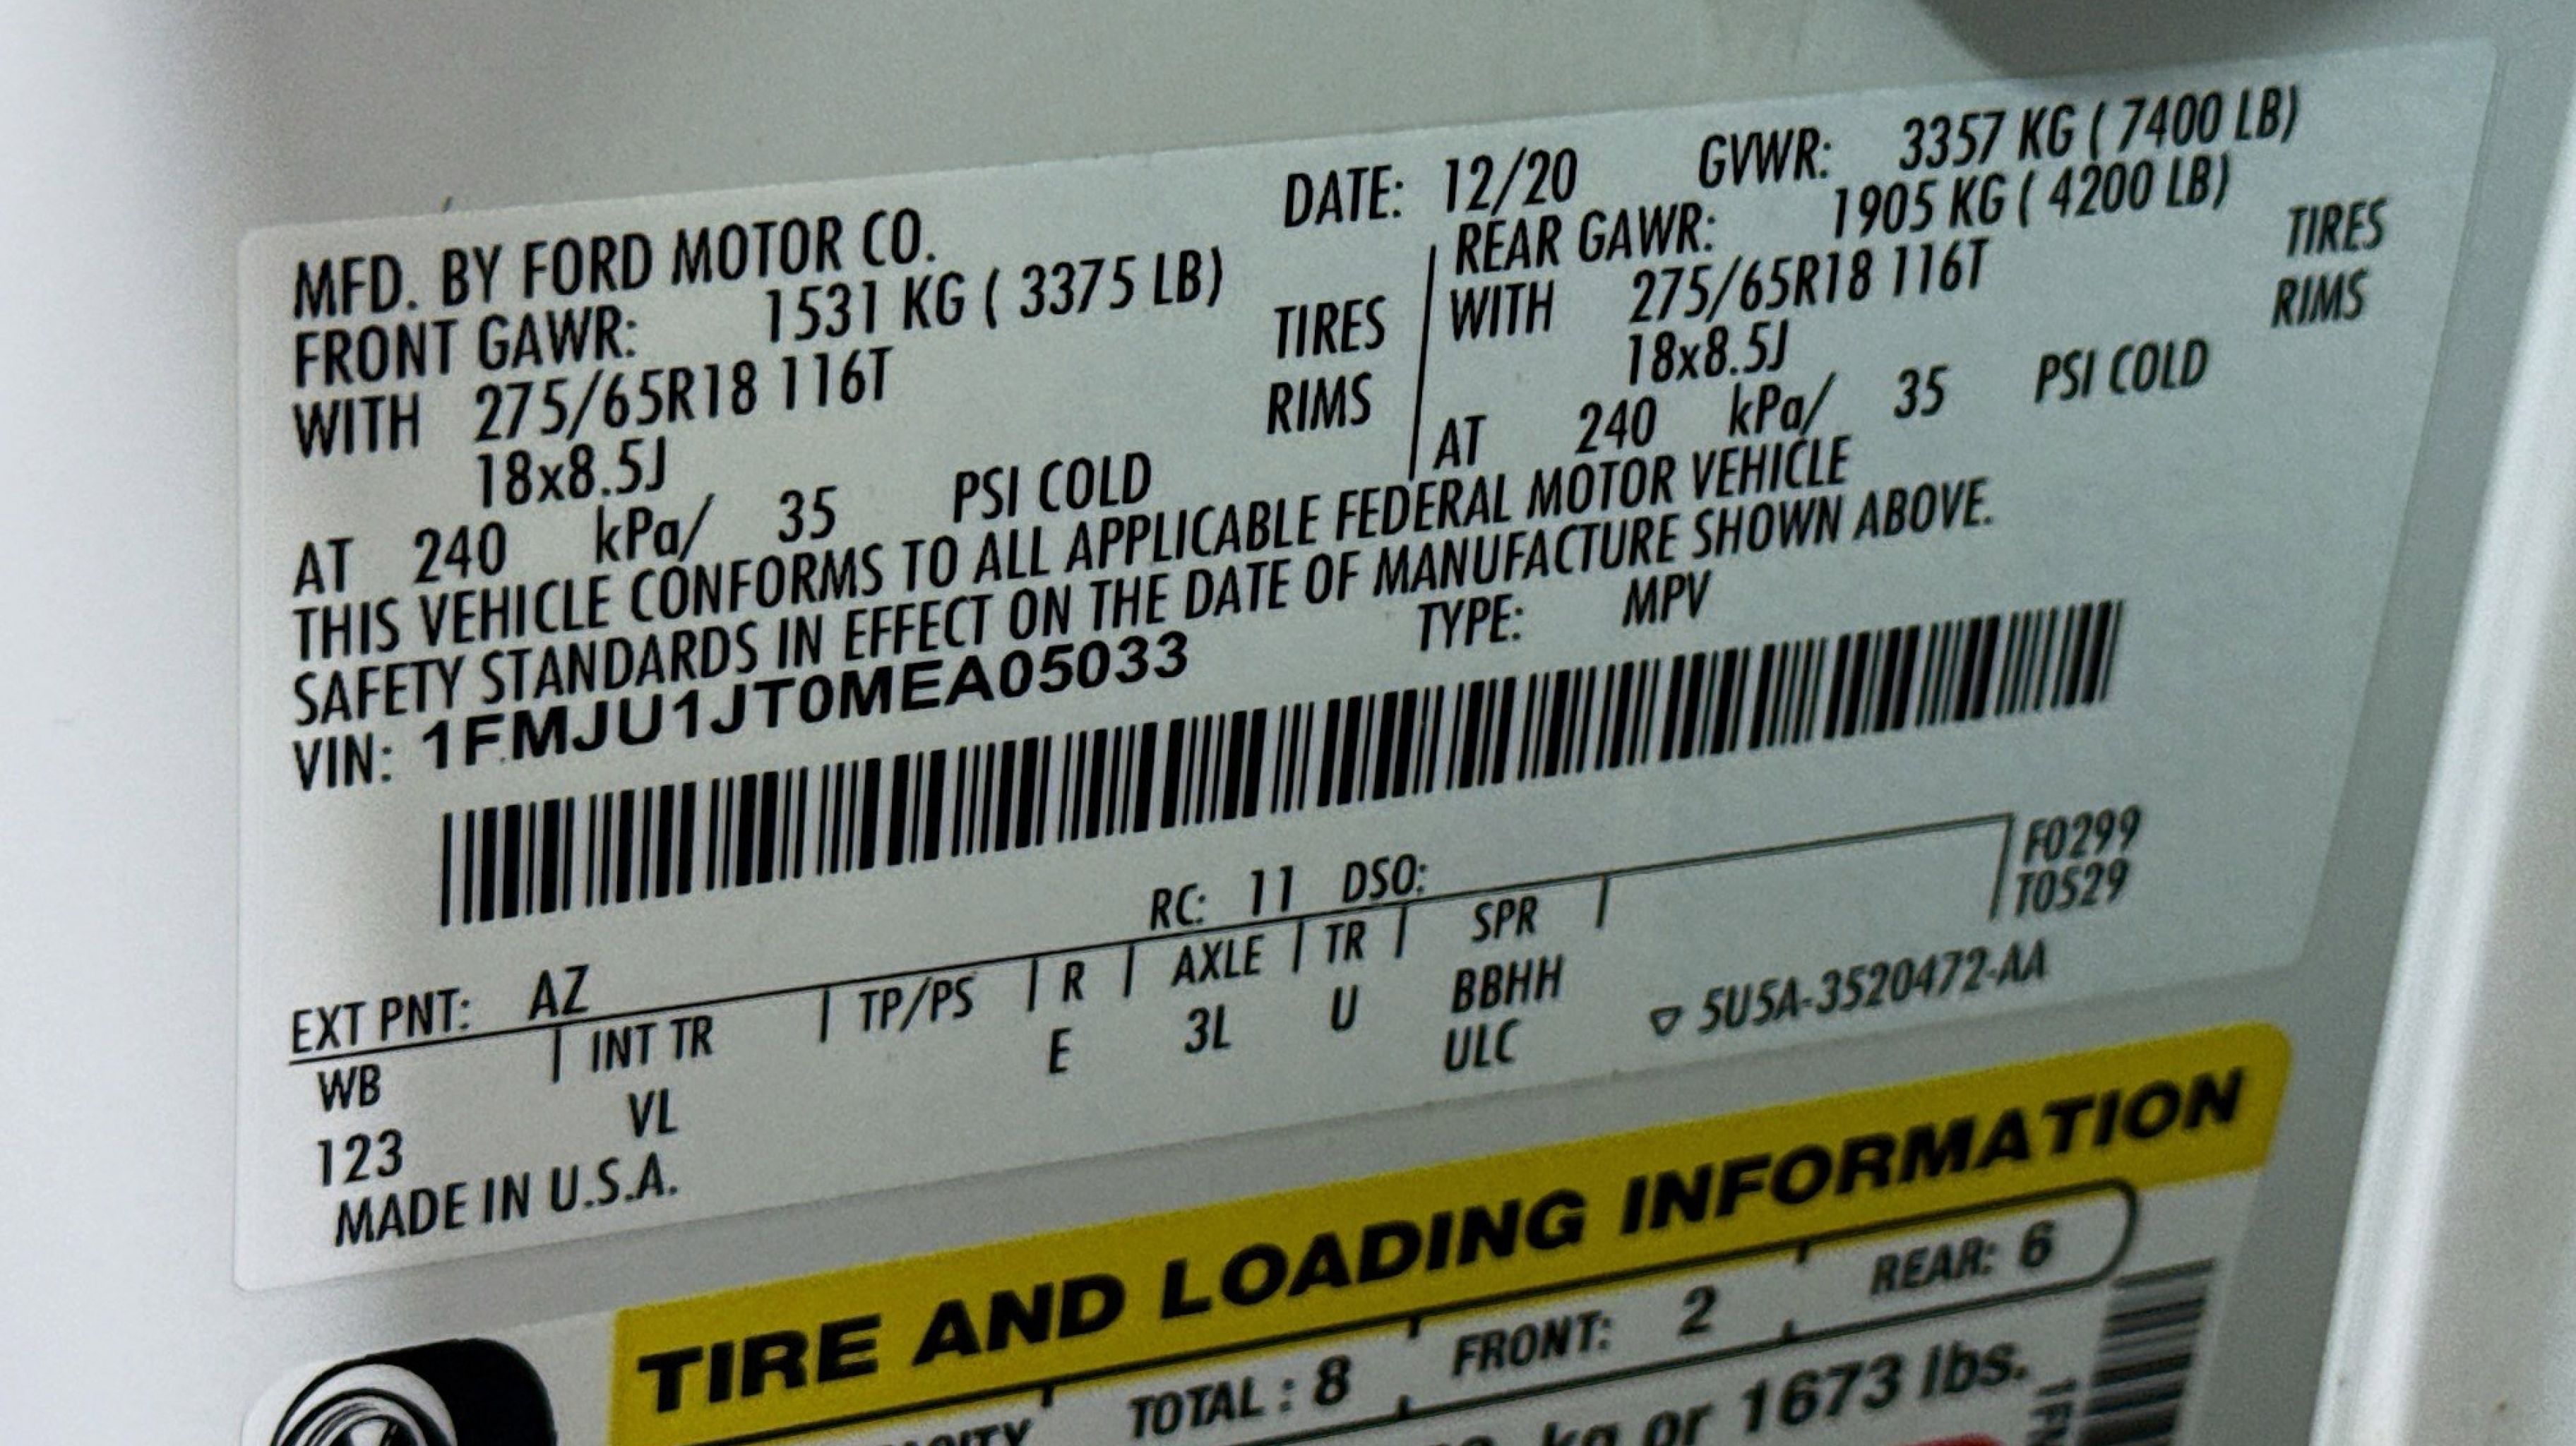 MFD. BY FORD MOTOR CO. DATE: 12/20 GVWR: 3357 KG ( 7400 LB)
FRONT GAWR: 1531 KG ( 3375 LB) REAR GAWR: 1905 KG ( 4200 LB)
WITH 275/65R18 116T TIRES WITH 275/65R18 116T TIRES
18x8.5J RIMS 18x8.5J RIMS
AT 240 kPa/ 35 PSI COLD AT 240 kPa/ 35 PSI COLD
THIS VEHICLE CONFORMS TO ALL APPLICABLE FEDERAL MOTOR VEHICLE
SAFETY STANDARDS IN EFFECT ON THE DATE OF MANUFACTURE SHOWN ABOVE.
VIN: 1FMJU1JT0MEA05033 TYPE: MPV
F0299
T0529
EXT PNT: AZ RC: 11 DSO:
WB INT TR TP/PS R AXLE TR SPR
123 VL E 3L U BBHH
ULC
MADE IN U.S.A. 5U5A-3520472-AA
TIRE AND LOADING INFORMATION
TOTAL : 8 FRONT: 2 REAR: 6
kg or 1673 lbs.